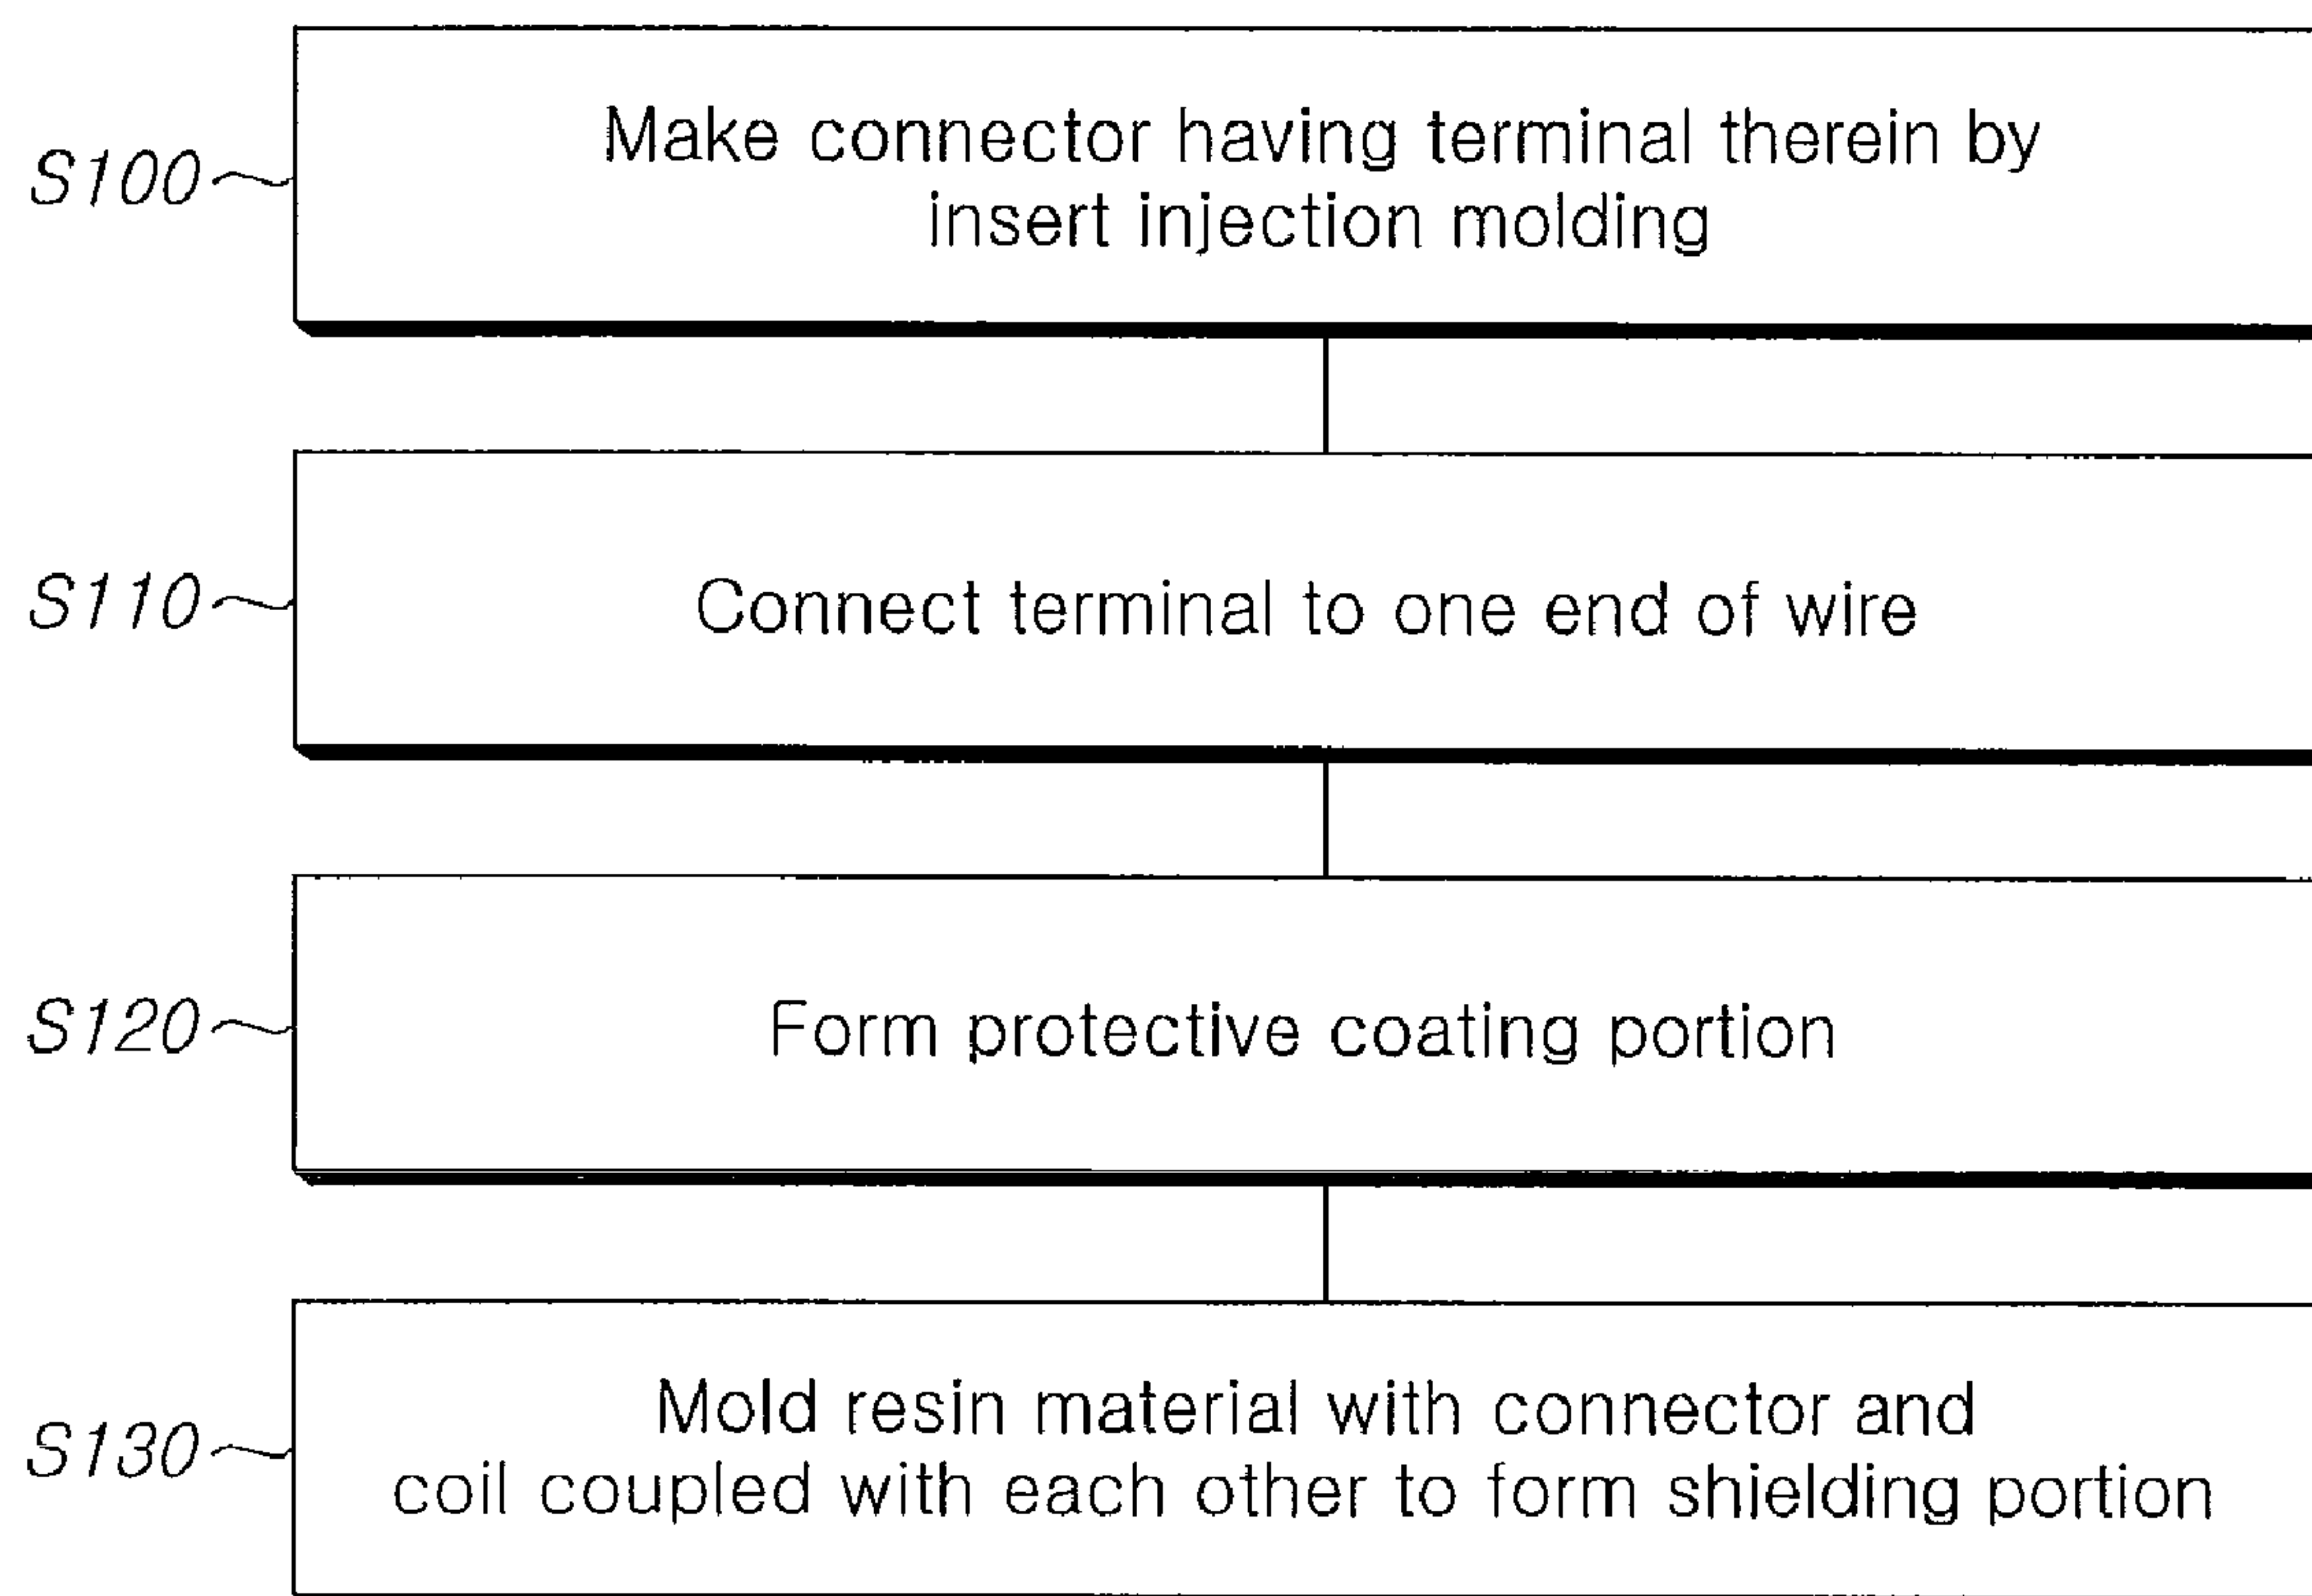 S100
Make connector having terminal therein by
insert injection molding
S110
Connect terminal to one end of wire
S120
Form protective coating portion
S130
Mold resin material with connector and
coil coupled with each other to form shielding portion